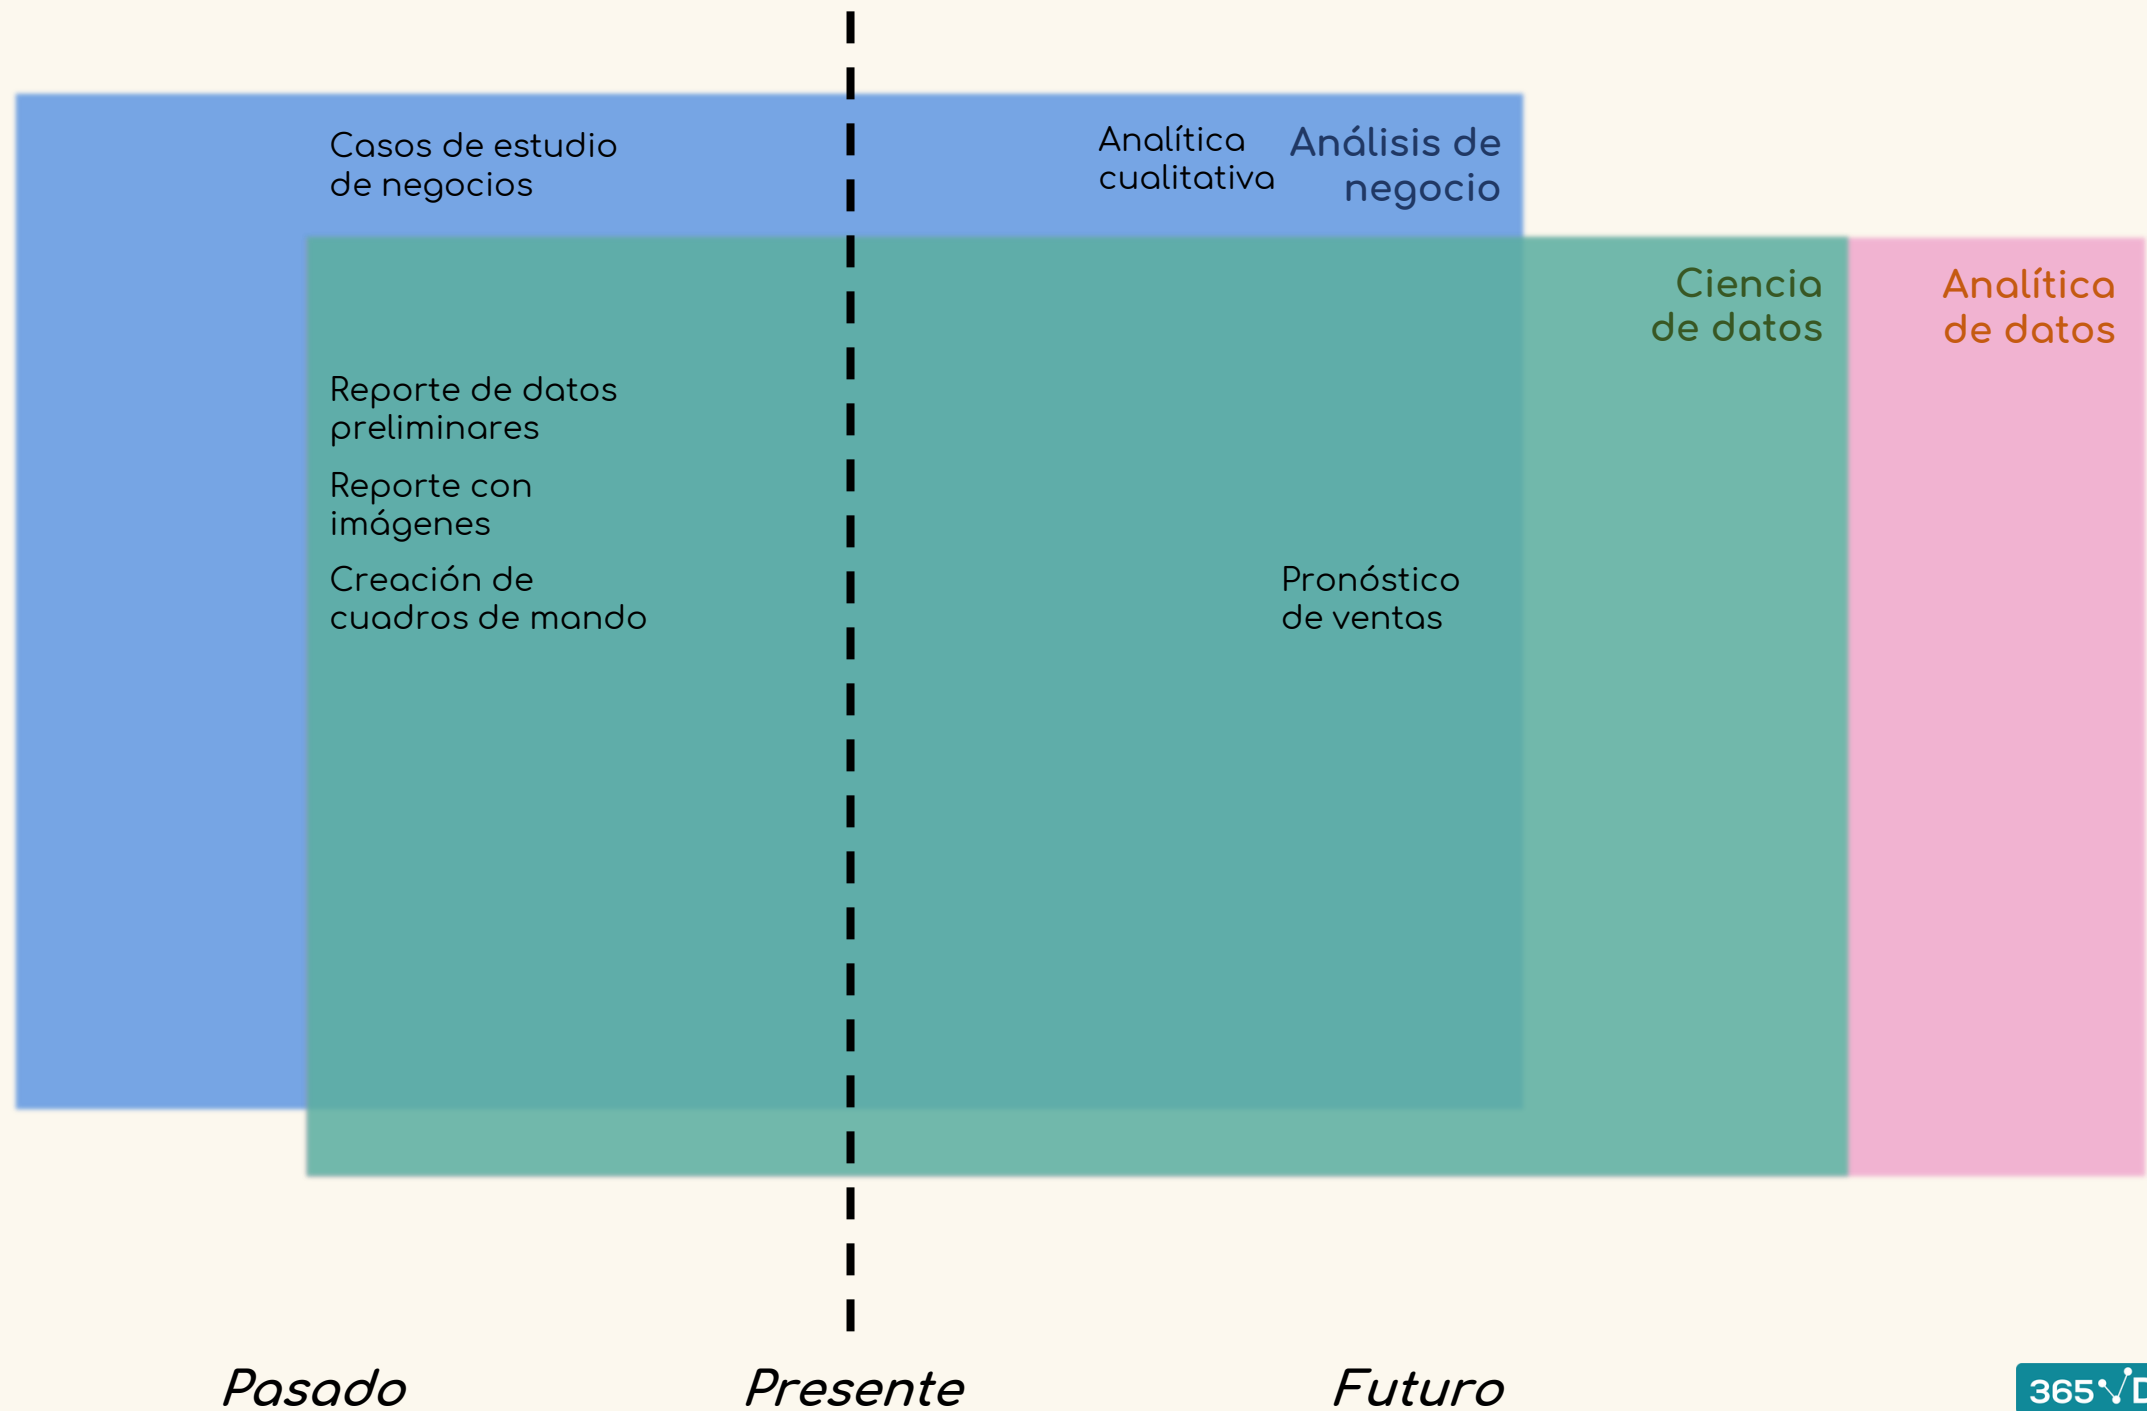 Casos de estudio
de negocios
Analítica
cualitativa
Análisis de
negocio
Ciencia
de datos
Analítica
de datos
Reporte de datos
preliminares
Reporte con
imágenes
Creación de
cuadros de mando
Pronóstico
de ventas
Pasado
Presente
Futuro
365 D